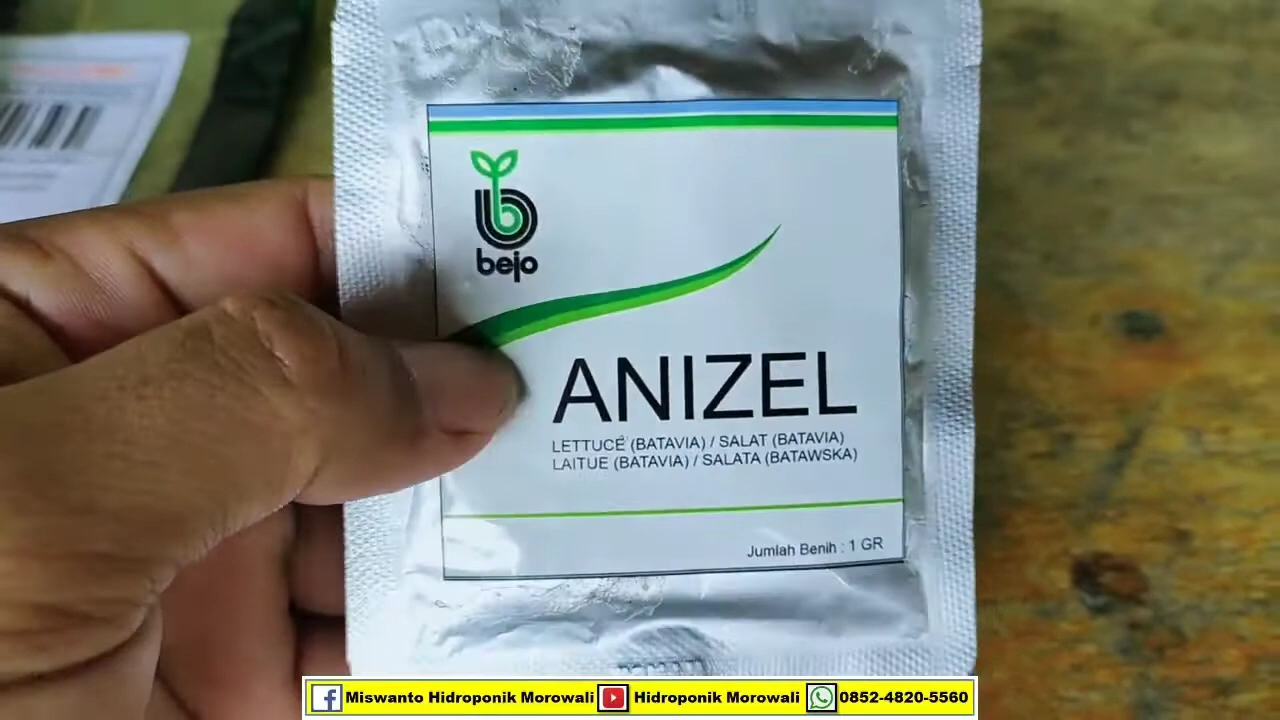 bejo
ANIZEL
LETTUCE (BATAVIA) / SALAT (BATAVIA)
LAITUE (BATAVIA) / SALATA (BATAWSKA)
Jumlah Benih : 1 GR
Miswanto Hidroponik Morowali Hidroponik Morowali 0852-4820-5560